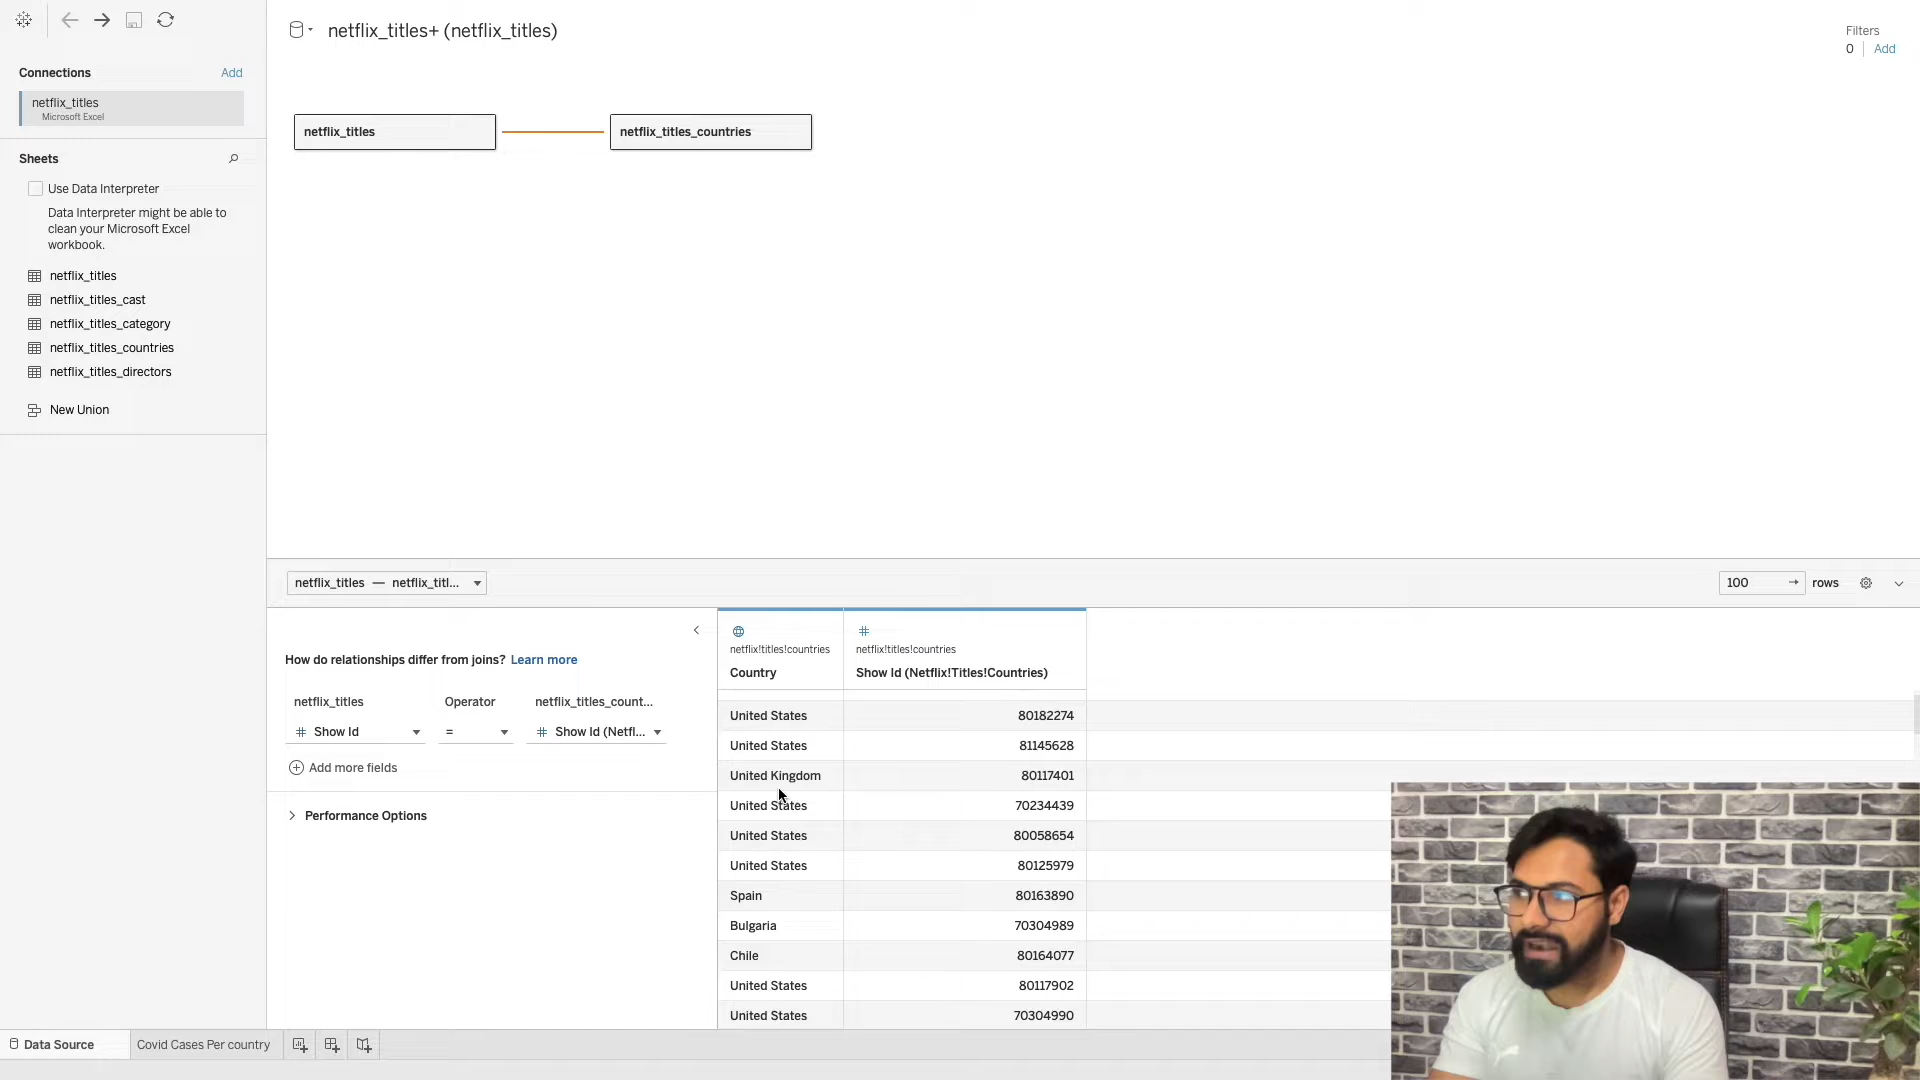 netflix_titles+ (netflix_titles)
Filters
0
Add
Connections
Add
netflix_titles
Microsoft Excel
netflix_titles
netflix_titles_countries
Sheets
Use Data Interpreter
Data Interpreter might be able to
clean your Microsoft Excel
workbook.
netflix_titles
netflix_titles_cast
netflix_titles_category
netflix_titles_countries
netflix_titles_directors
New Union
netflix_titles — netflix_titl...
100
rows
How do relationships differ from joins? Learn more
netflix_titles
Operator
netflix_titles_count...
# Show Id
=
# Show Id (Netfl...
Add more fields
Performance Options
netflix!titles!countries
Country
#
netflix!titles!countries
Show Id (Netflix!Titles!Countries)
United States 80182274
United States 81145628
United Kingdom 80117401
United States 70234439
United States 80058654
United States 80125979
Spain 80163890
Bulgaria 70304989
Chile 80164077
United States 80117902
United States 70304990
Data Source
Covid Cases Per country